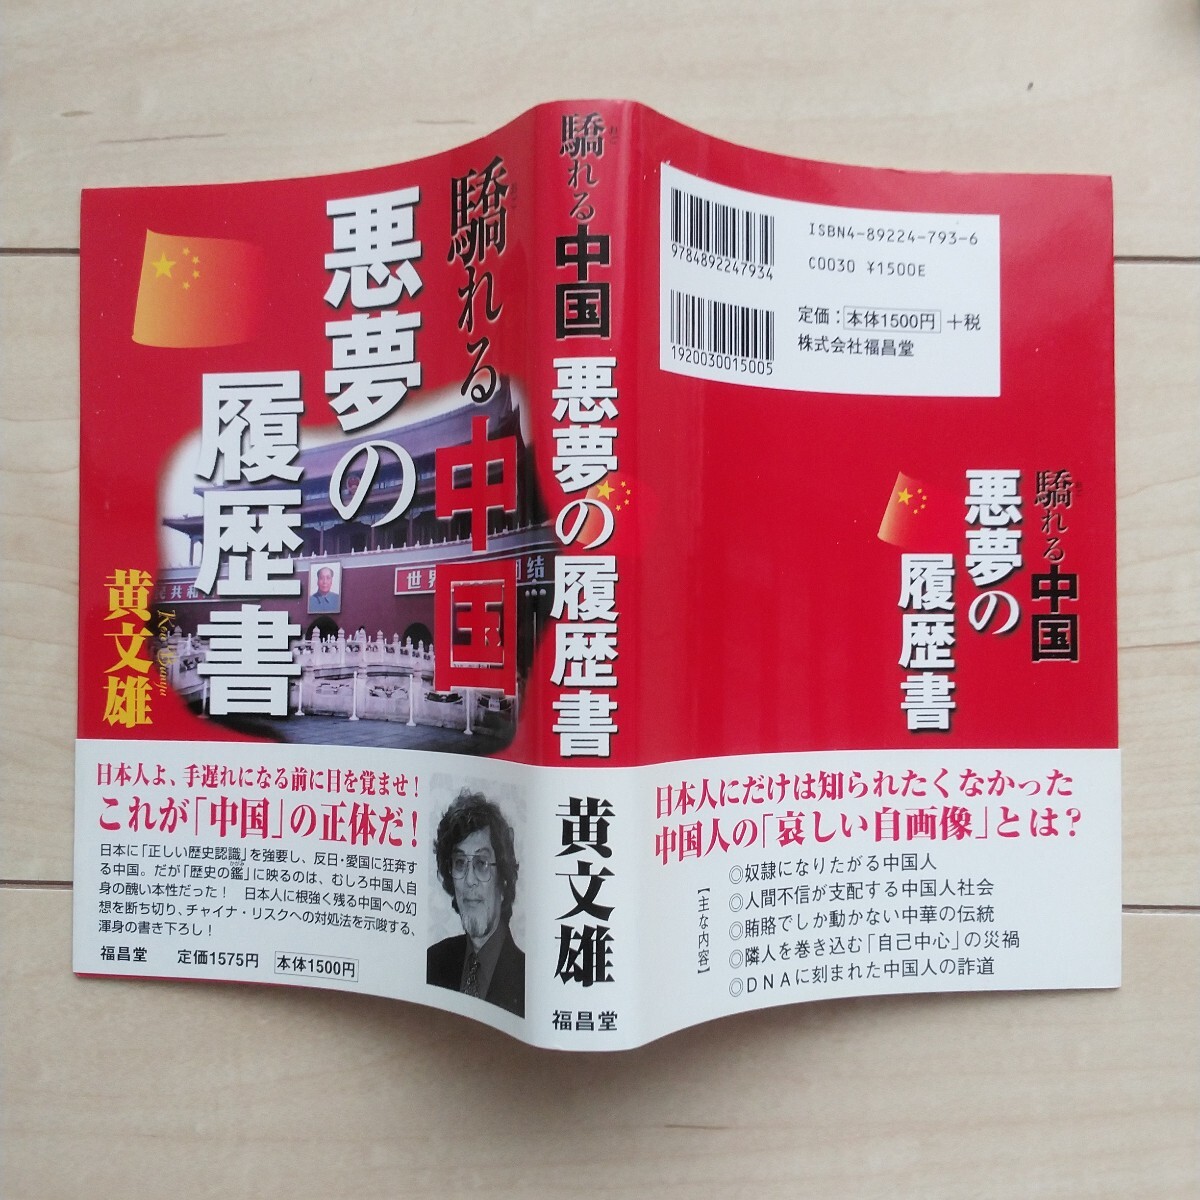 驕れる中国
悪夢の
履歴書
黄文雄
Kou Bunyu
民共和
世界
结
日本人よ、手遅れになる前に目を覚ませ!
これが「中国」の正体だ!
日本に「正しい歴史認識」を強要し、反日・愛国に狂奔す
る中国。だが「歴史の鑑」に映るのは、むしろ中国人自
身の醜い本性だった! 日本人に根強く残る中国への幻
想を断ち切り、チャイナ・リスクへの対処法を示唆する、
渾身の書き下ろし!
福昌堂 定価1575円 本体1500円
驕れる中国 悪夢の履歴書
黄文雄
福昌堂
9784892247934
1920030015005
ISBN4-89224-793-6
C0030 ¥1500E
定価:本体1500円+税
株式会社福昌堂
驕れる中国
悪夢の
履歴書
日本人にだけは知られたくなかった
中国人の「哀しい自画像」とは?
【主な内容】
◎奴隷になりたがる中国人
◎人間不信が支配する中国人社会
◎賄賂でしか動かない中華の伝統
◎隣人を巻き込む「自己中心」の災禍
◎DNAに刻まれた中国人の詐道